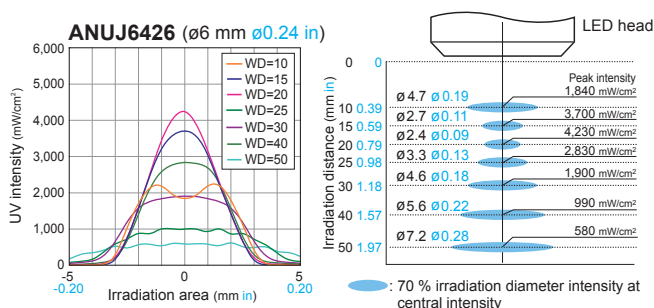 ANUJ6426 (ø6 mm ø0.24 in)
UV intensity (mW/cm²)
6,000
5,000
4,000
3,000
2,000
1,000
0
WD=10
WD=15
WD=20
WD=25
WD=30
WD=40
WD=50
-5 0 5
-0.20 0.20
Irradiation area (mm in)
LED head
Irradiation distance (mm in)
0 0
Peak intensity
ø4.7 ø0.19 1,840 mW/cm²
10 0.39
ø2.7 ø0.11 3,700 mW/cm²
15 0.59
ø2.4 ø0.09 4,230 mW/cm²
20 0.79
ø3.3 ø0.13 2,830 mW/cm²
25 0.98
ø4.6 ø0.18 1,900 mW/cm²
30 1.18
ø5.6 ø0.22 990 mW/cm²
40 1.57
ø7.2 ø0.28 580 mW/cm²
50 1.97
: 70 % irradiation diameter intensity at
central intensity